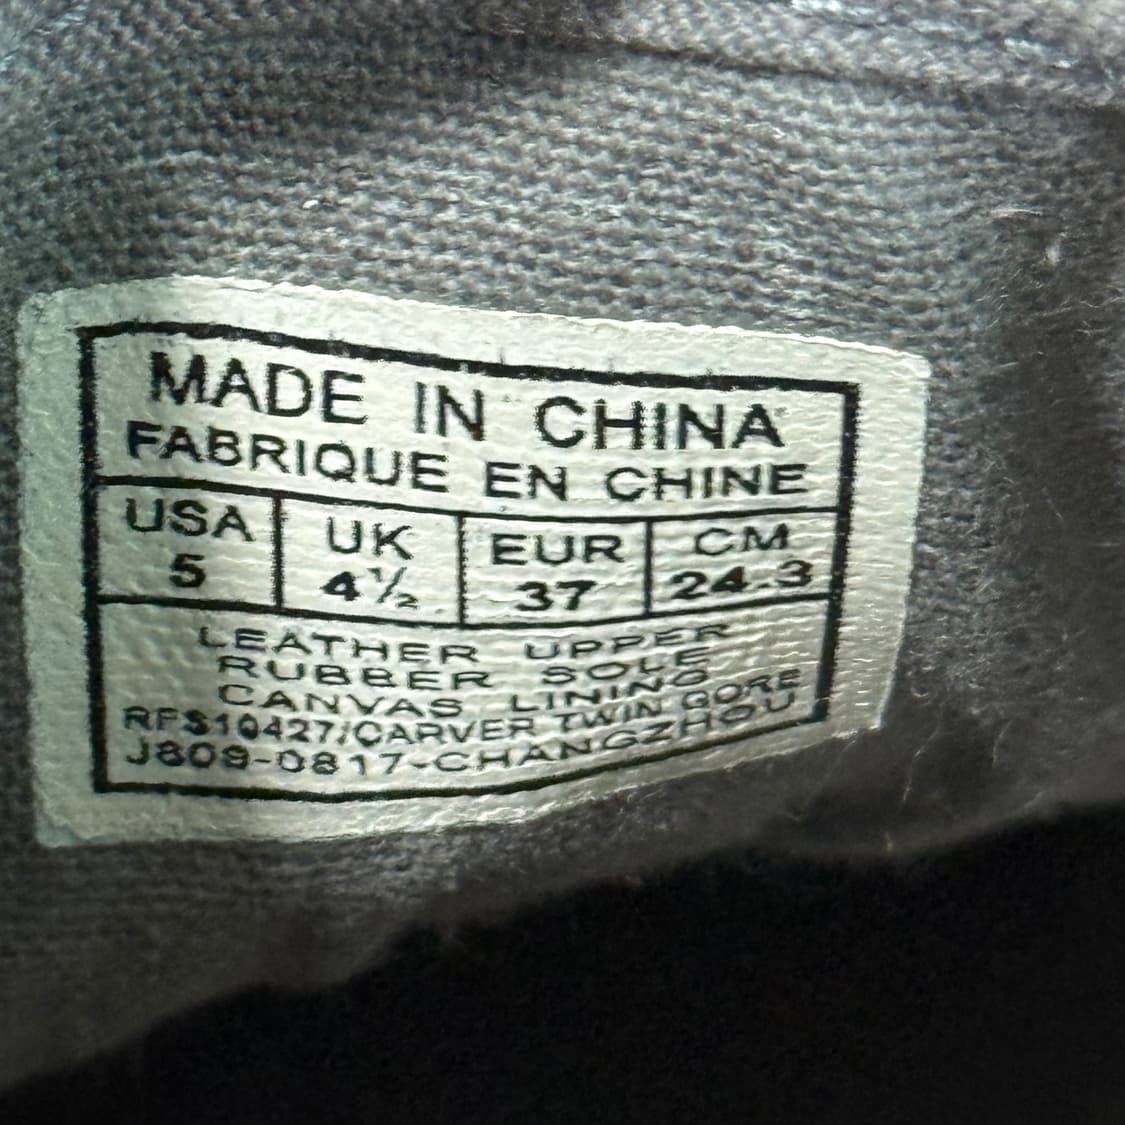 MADE IN CHINA
FABRIQUE EN CHINE
USA UK EUR CM
5 4½ 37 24.3
LEATHER UPPER
RUBBER SOLE
CANVAS LINING
RFS10427/CARVER TWIN GORE
J809-0817-CHANGZHOU